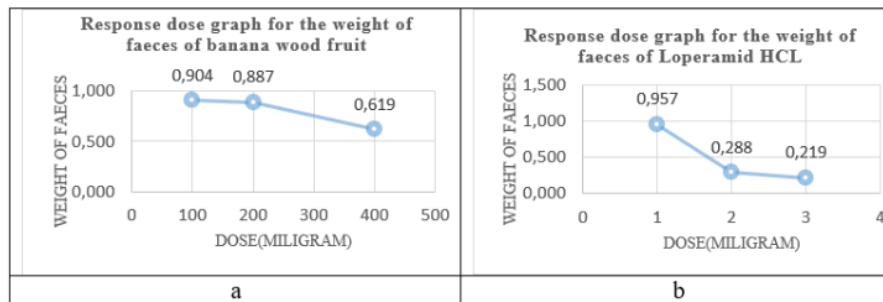 Response dose graph for the weight of
faeces of banana wood fruit
WEIGHT OF FAECES
1,000
0,500
0,000
0,904
0,887
0,619
0
100
200
300
400
500
DOSE(MILIGRAM)
a
Response dose graph for the weight of
faeces of Loperamid HCL
WEIGHT OF FAECES
1,500
1,000
0,500
0,000
0,957
0,288
0,219
0
1
2
3
4
DOSE(MILIGRAM)
b